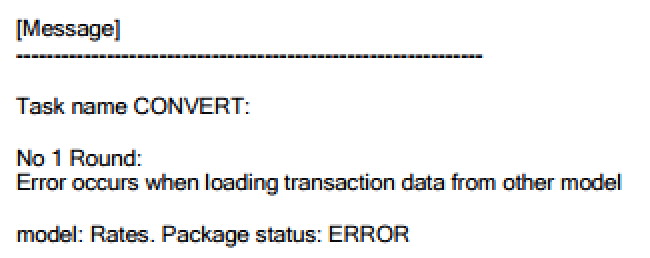 [Message]
--------------------------------------------------------------
Task name CONVERT:
No 1 Round:
Error occurs when loading transaction data from other model
model: Rates. Package status: ERROR